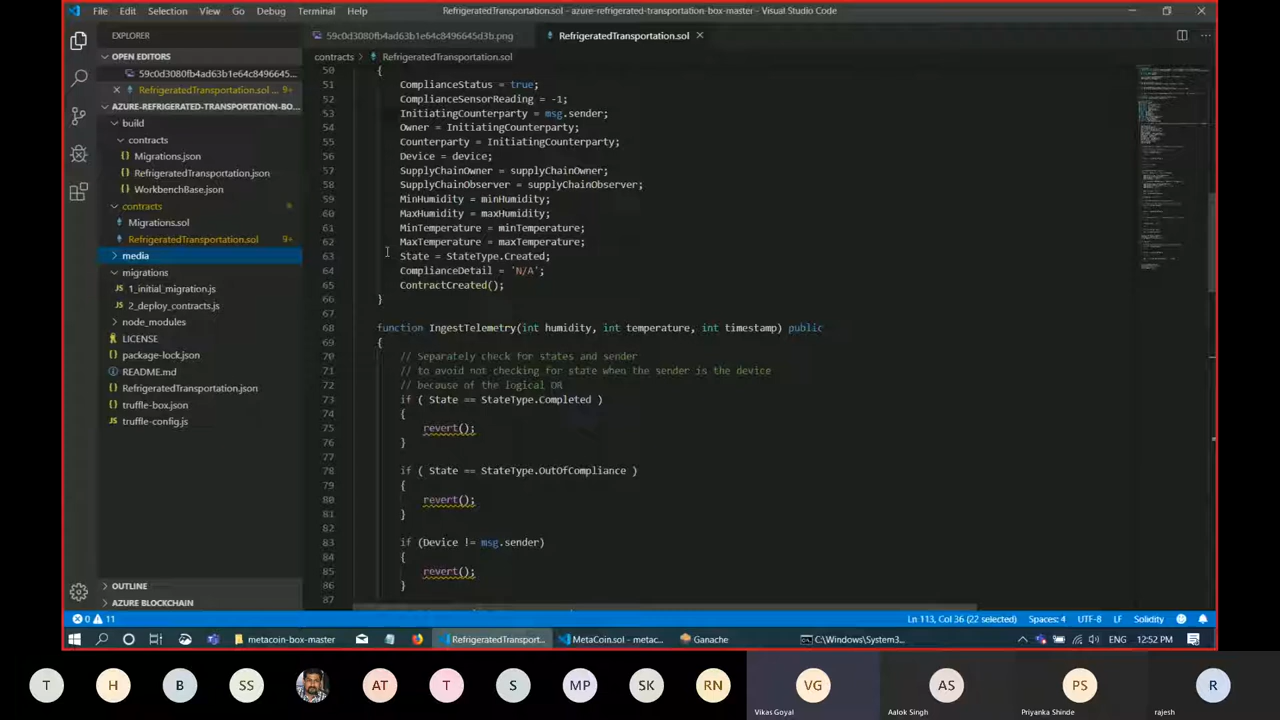 File Edit Selection View Go Debug Terminal Help
RefrigeratedTransportation.sol - azure-refrigerated-transportation-box-master - Visual Studio Code
EXPLORER
59c0d3080fb4ad63b1e64c8496645d3b.png
RefrigeratedTransportation.sol
OPEN EDITORS
59c0d3080fb4ad63b1e64c8496645...
RefrigeratedTransportation.sol ... 9+
AZURE-REFRIGERATED-TRANSPORTATION-BO...
build
contracts
Migrations.json
RefrigeratedTransportation.json
WorkbenchBase.json
contracts
Migrations.sol
RefrigeratedTransportation.sol 9+
media
migrations
1_initial_migration.js
2_deploy_contracts.js
node_modules
LICENSE
package-lock.json
README.md
RefrigeratedTransportation.json
truffle-box.json
truffle-config.js
OUTLINE
AZURE BLOCKCHAIN
contracts > RefrigeratedTransportation.sol
50 {
51 ComplianceStatus = true;
52 ComplianceSensorReading = -1;
53 InitiatingCounterparty = msg.sender;
54 Owner = InitiatingCounterparty;
55 Counterparty = InitiatingCounterparty;
56 Device = device;
57 SupplyChainOwner = supplyChainOwner;
58 SupplyChainObserver = supplyChainObserver;
59 MinHumidity = minHumidity;
60 MaxHumidity = maxHumidity;
61 MinTemperature = minTemperature;
62 MaxTemperature = maxTemperature;
63 State = StateType.Created;
64 ComplianceDetail = 'N/A';
65 ContractCreated();
66 }
67
68 function IngestTelemetry(int humidity, int temperature, int timestamp) public
69 {
70 // Separately check for states and sender
71 // to avoid not checking for state when the sender is the device
72 // because of the logical OR
73 if ( State == StateType.Completed )
74 {
75 revert();
76 }
77
78 if ( State == StateType.OutOfCompliance )
79 {
80 revert();
81 }
82
83 if (Device != msg.sender)
84 {
85 revert();
86 }
87
0 11
Ln 113, Col 36 (22 selected) Spaces: 4 UTF-8 LF Solidity
metacoin-box-master
RefrigeratedTransport...
MetaCoin.sol - metac...
Ganache
C:\Windows\System3...
ENG 12:52 PM
T H B SS AT T S MP SK RN VG AS PS R
Vikas Goyal Aalok Singh Priyanka Shinde rajesh